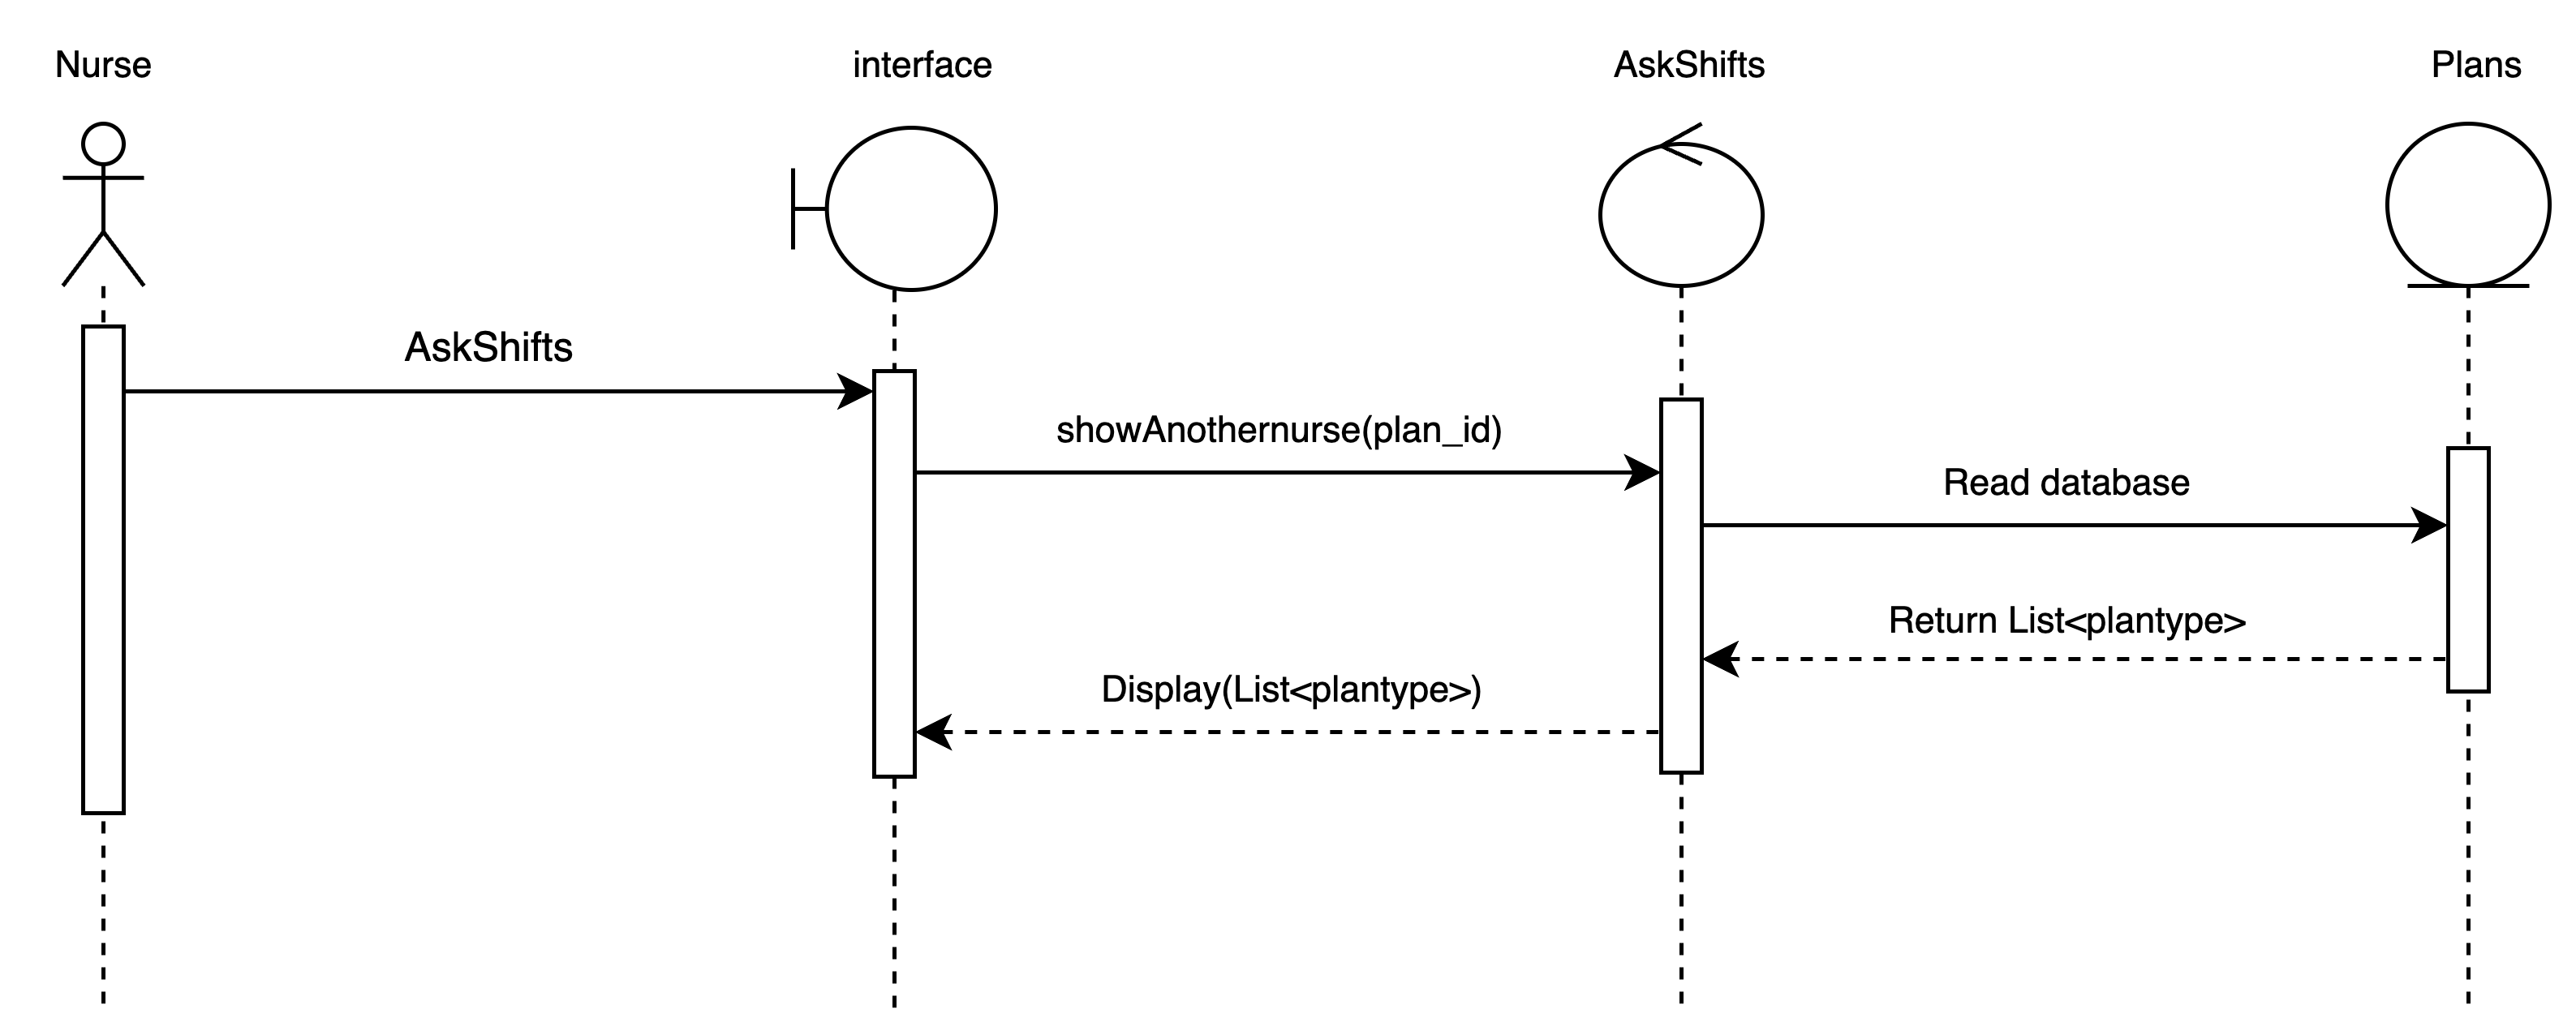 Nurse
interface
AskShifts
Plans
AskShifts
showAnothernurse(plan_id)
Read database
Return List<plantype>
Display(List<plantype>)